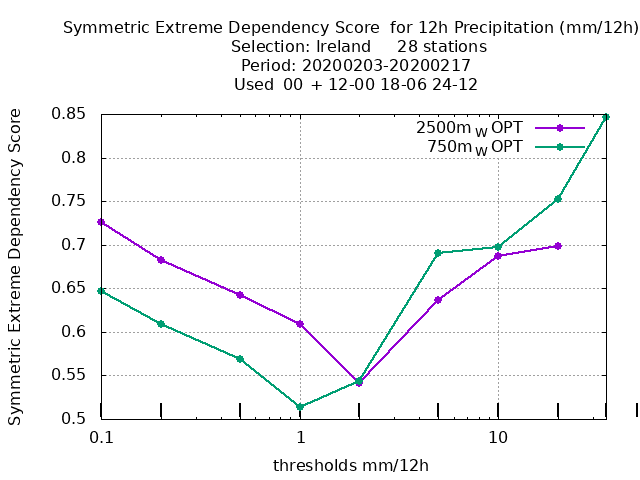 Symmetric Extreme Dependency Score for 12h Precipitation (mm/12h)
Selection: Ireland 28 stations
Period: 20200203-20200217
Used 00 + 12-00 18-06 24-12
2500m W OPT
750m W OPT
Symmetric Extreme Dependency Score
0.85
0.8
0.75
0.7
0.65
0.6
0.55
0.5
0.1 1 10
thresholds mm/12h